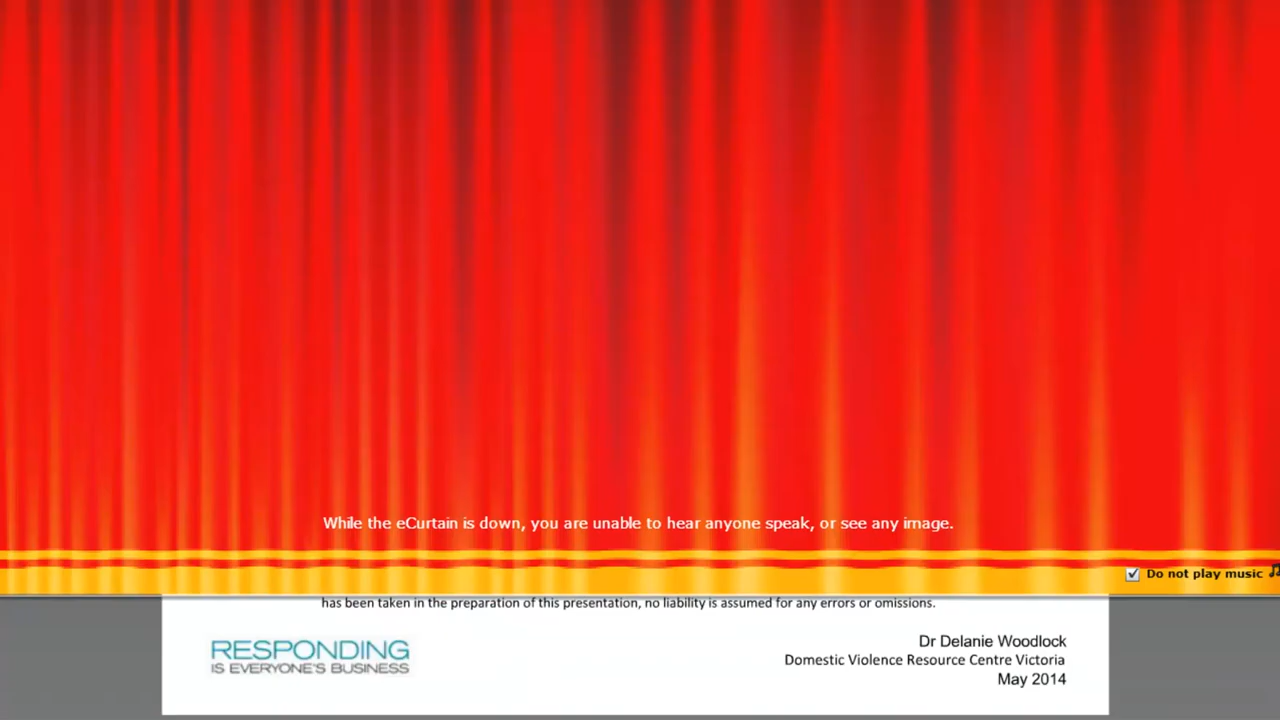 While the eCurtain is down, you are unable to hear anyone speak, or see any image.
Do not play music
has been taken in the preparation of this presentation, no liability is assumed for any errors or omissions.
RESPONDING
IS EVERYONE'S BUSINESS
Dr Delanie Woodlock
Domestic Violence Resource Centre Victoria
May 2014